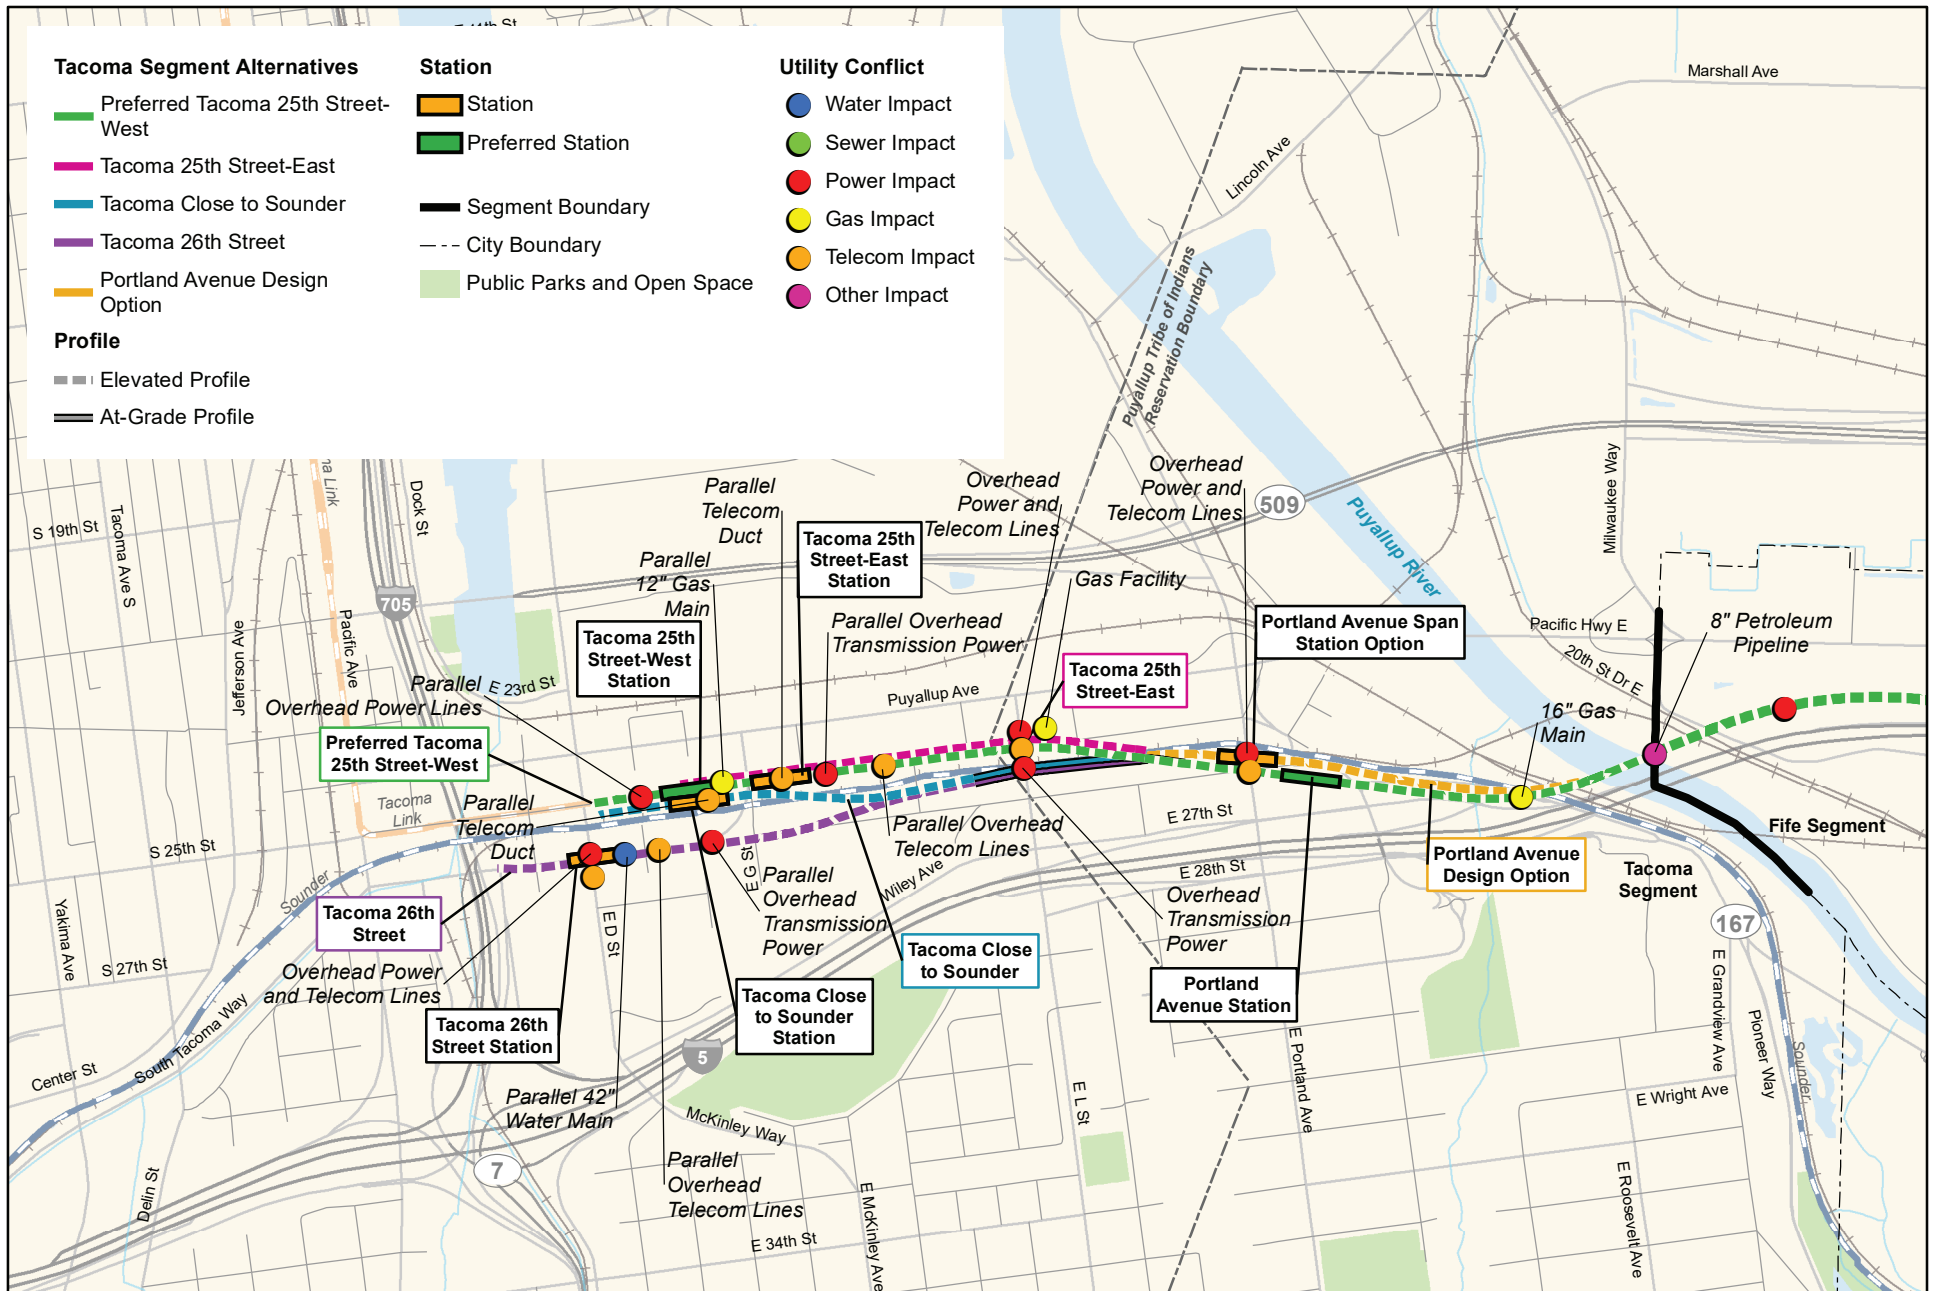 Tacoma Segment Alternatives
Preferred Tacoma 25th Street-
West
Tacoma 25th Street-East
Tacoma Close to Sounder
Tacoma 26th Street
Portland Avenue Design
Option
Profile
Elevated Profile
At-Grade Profile
Station
Station
Preferred Station
Segment Boundary
City Boundary
Public Parks and Open Space
Utility Conflict
Water Impact
Sewer Impact
Power Impact
Gas Impact
Telecom Impact
Other Impact
Marshall Ave
Lincoln Ave
Puyallup Tribe of Indians
Reservation Boundary
Milwaukee Way
509
Puyallup River
Pacific Hwy E
20th St Dr E
8" Petroleum
Pipeline
16" Gas
Main
Overhead
Power and
Telecom Lines
Overhead
Power and
Telecom Lines
Gas Facility
Parallel
Telecom
Duct
Parallel
12" Gas
Main
Tacoma 25th
Street-East
Station
Tacoma 25th
Street-West
Station
Parallel Overhead
Transmission Power
Tacoma 25th
Street-East
Portland Avenue Span
Station Option
Puyallup Ave
S 19th St
Tacoma Ave S
Dock St
705
Pacific Ave
Jefferson Ave
E 23rd St
Parallel
Overhead Power Lines
Preferred Tacoma
25th Street-West
Tacoma
Link
Parallel
Telecom
Duct
S 25th St
Sounder
Tacoma 26th
Street
Overhead Power
and Telecom Lines
Tacoma 26th
Street Station
Yakima Ave
S 27th St
South Tacoma Way
Center St
Delin St
7
Parallel 42"
Water Main
E D St
E G St
Parallel
Overhead
Transmission
Power
Parallel Overhead
Telecom Lines
Wiley Ave
Tacoma Close
to Sounder
Tacoma Close
to Sounder
Station
5
McKinley Way
Parallel
Overhead
Telecom Lines
E 34th St
E McKinley Ave
E L St
E 27th St
E 28th St
Overhead
Transmission
Power
Portland
Avenue Station
E Portland Ave
Portland Avenue
Design Option
Tacoma
Segment
Fife Segment
167
E Grandview Ave
Pioneer Way
Sounder
E Wright Ave
E Roosevelt Ave